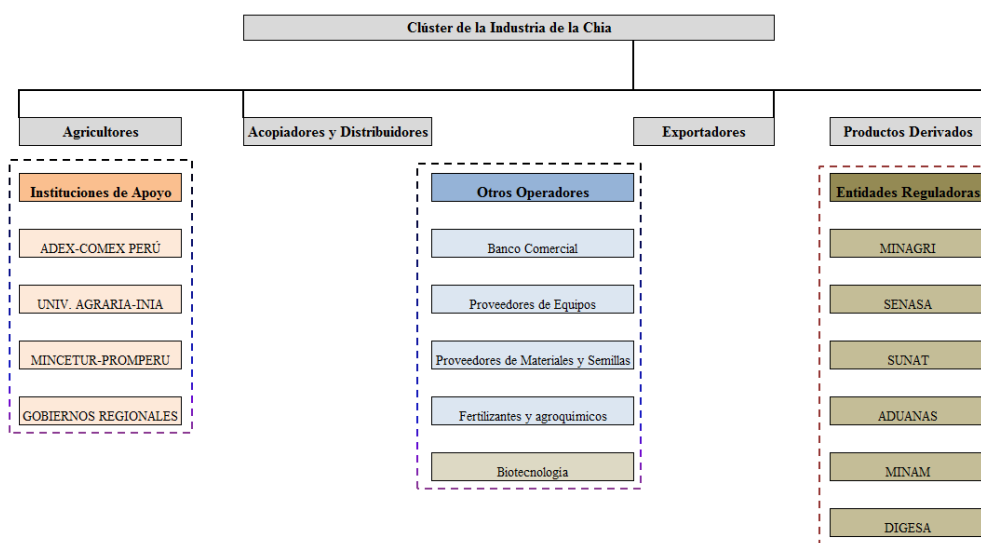 Clúster de la Industria de la Chia
Agricultores
Acopiadores y Distribuidores
Exportadores
Productos Derivados
Instituciones de Apoyo
ADEX-COMEX PERÚ
UNIV. AGRARIA-INIA
MINCETUR-PROMPERU
GOBIERNOS REGIONALES
Otros Operadores
Banco Comercial
Proveedores de Equipos
Proveedores de Materiales y Semillas
Fertilizantes y agroquimicos
Biotecnologia
Entidades Reguladoras
MINAGRI
SENASA
SUNAT
ADUANAS
MINAM
DIGESA